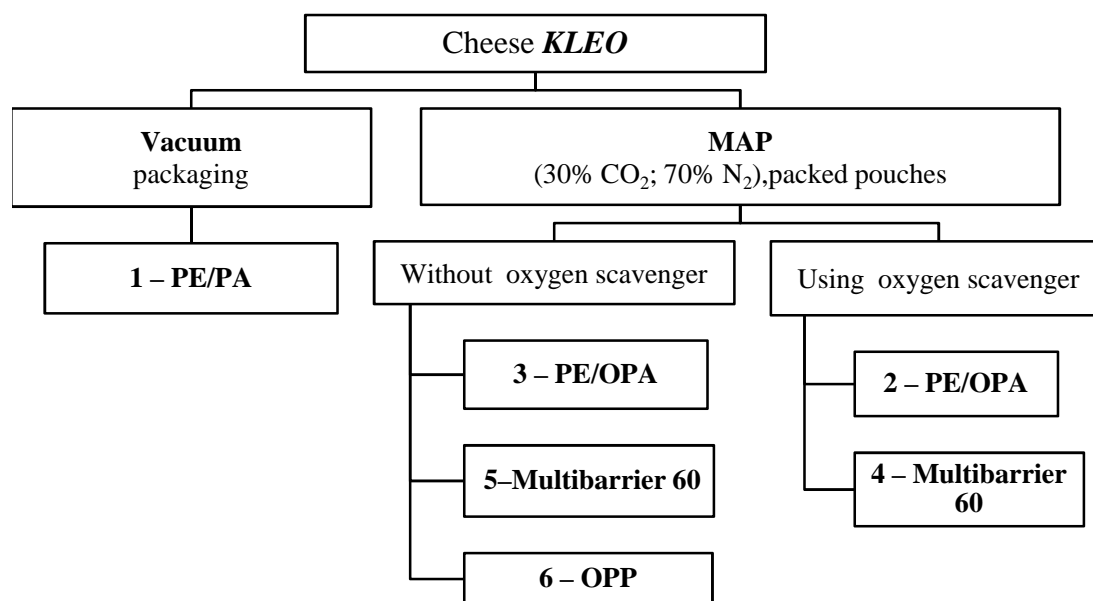 Cheese KLEO
Vacuum
packaging
MAP
(30% CO₂; 70% N₂),packed pouches
1 – PE/PA
Without oxygen scavenger
Using oxygen scavenger
3 – PE/OPA
2 – PE/OPA
5–Multibarrier 60
4 – Multibarrier
60
6 – OPP